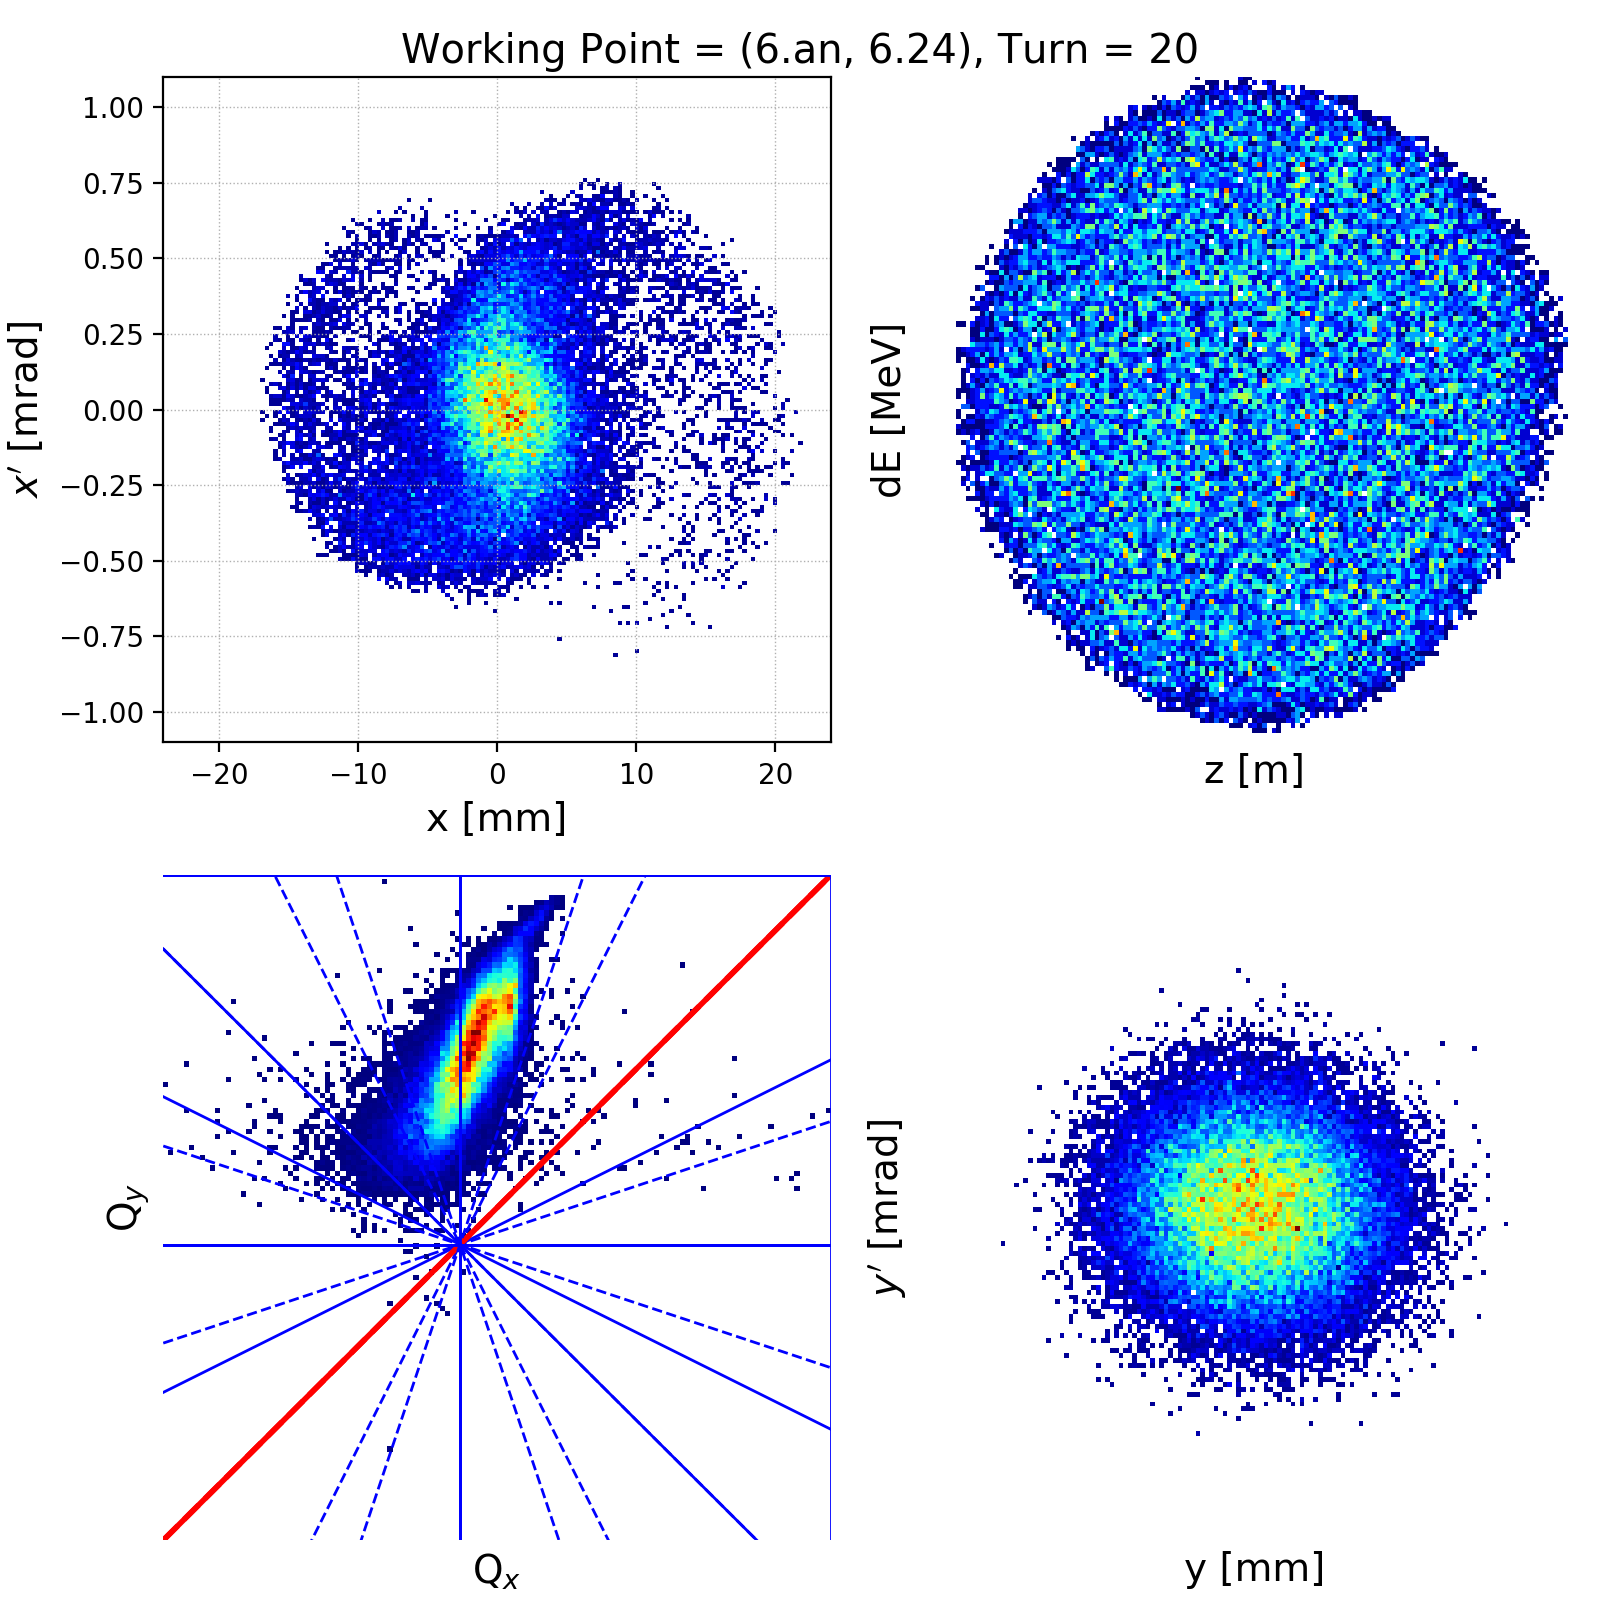 Working Point = (6.an, 6.24), Turn = 20
1.00
0.75
0.50
0.25
0.00
−0.25
−0.50
−0.75
−1.00
x′ [mrad]
−20 −10 0 10 20
x [mm]
dE [MeV]
z [m]
Qy
Qx
y′ [mrad]
y [mm]